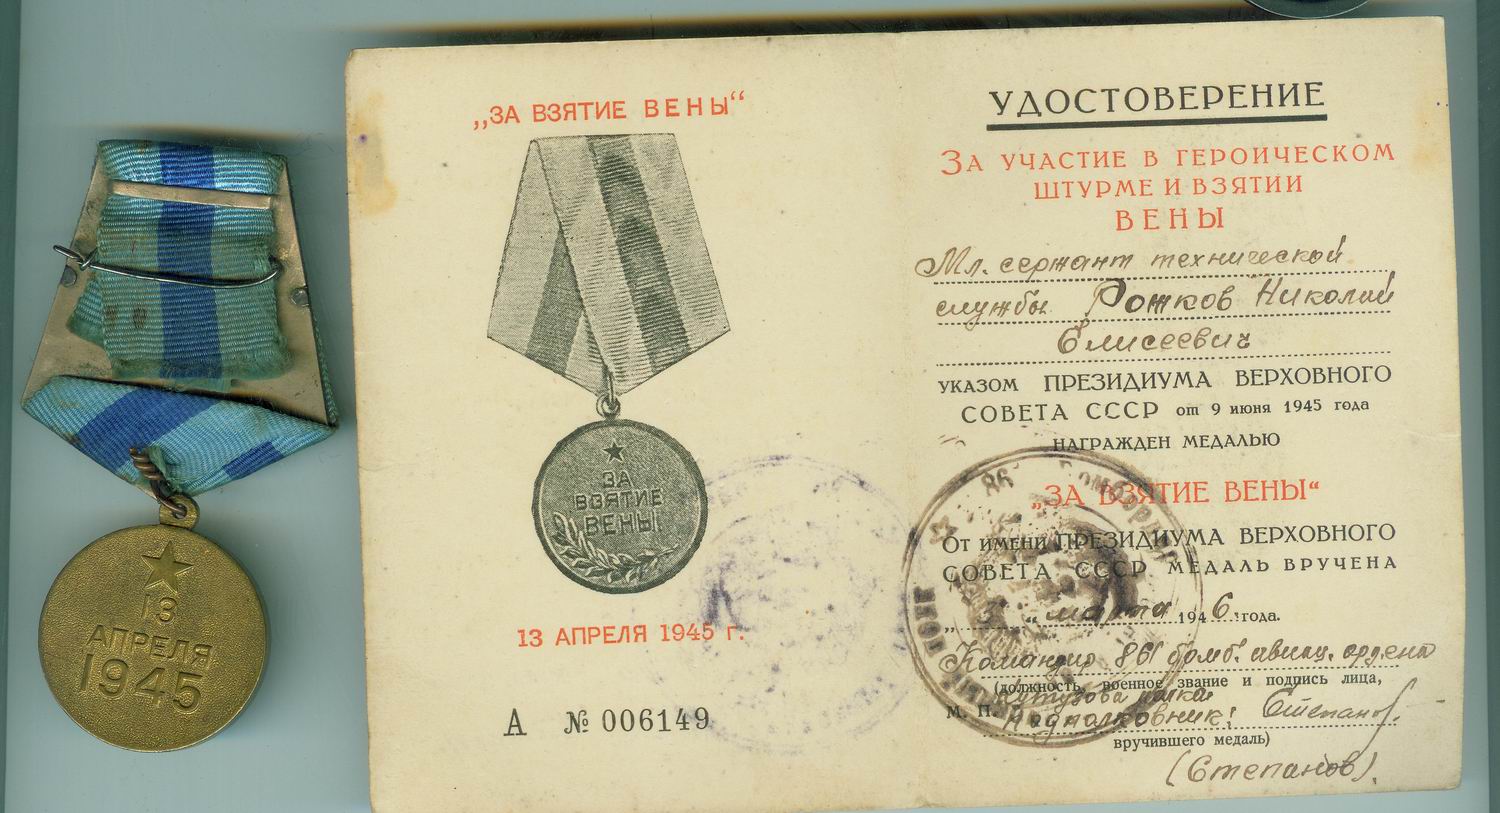 13
АПРЕЛЯ
1945
„ЗА ВЗЯТИЕ ВЕНЫ“
ЗА
ВЗЯТИЕ
ВЕНЫ
13 АПРЕЛЯ 1945 г.
А № 006149
УДОСТОВЕРЕНИЕ
ЗА УЧАСТИЕ В ГЕРОИЧЕСКОМ
ШТУРМЕ И ВЗЯТИИ
ВЕНЫ
Мл. сержант технической
службы Рожков Николай
Елисеевич
УКАЗОМ ПРЕЗИДИУМА ВЕРХОВНОГО
СОВЕТА СССР от 9 июня 1945 года
НАГРАЖДЕН МЕДАЛЬЮ
„ЗА ВЗЯТИЕ ВЕНЫ“
ОТ ИМЕНИ ПРЕЗИДИУМА ВЕРХОВНОГО
СОВЕТА СССР МЕДАЛЬ ВРУЧЕНА
„5“ марта 1946 года.
Командир 861 бомб. авиац. ордена
(должность, военное звание и подпись лица,
Кутузова полка
М. П. Подполковник: Степанов.
вручившего медаль)
(Степанов).